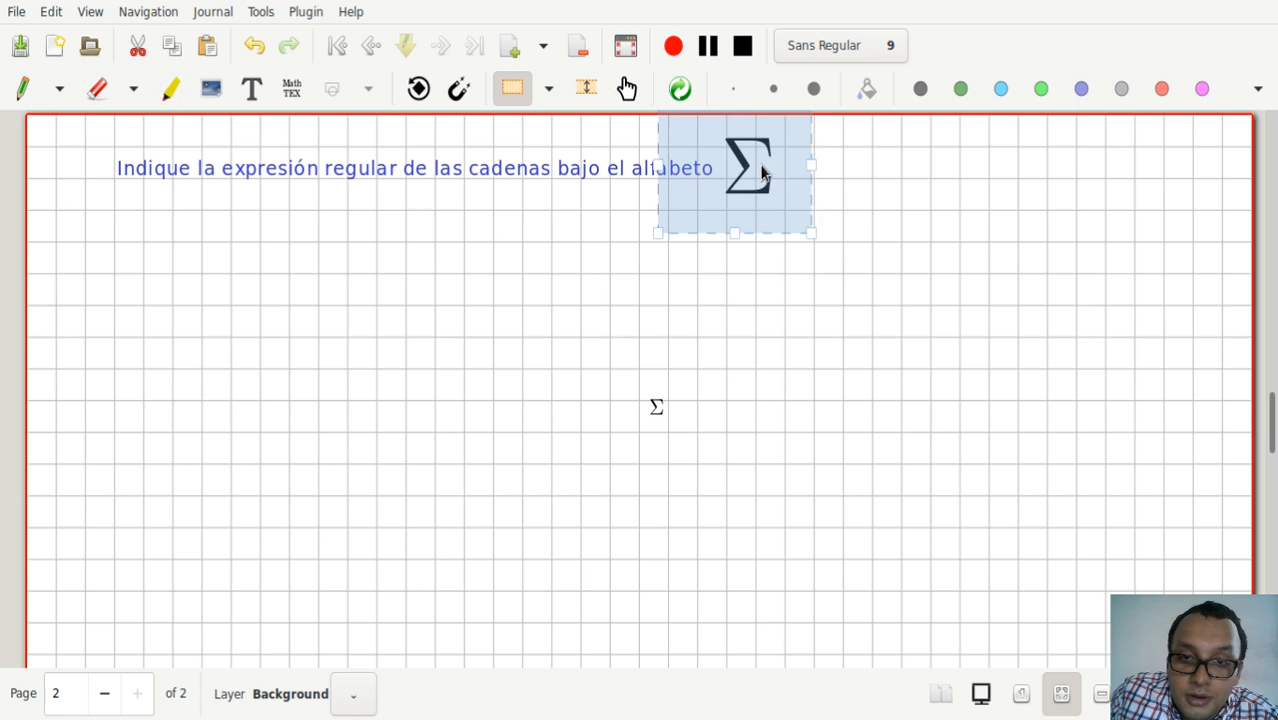 File Edit View Navigation Journal Tools Plugin Help
Sans Regular 9
T Math TEX
Indique la expresión regular de las cadenas bajo el alfabeto Σ
Σ
Page 2 of 2 Layer Background